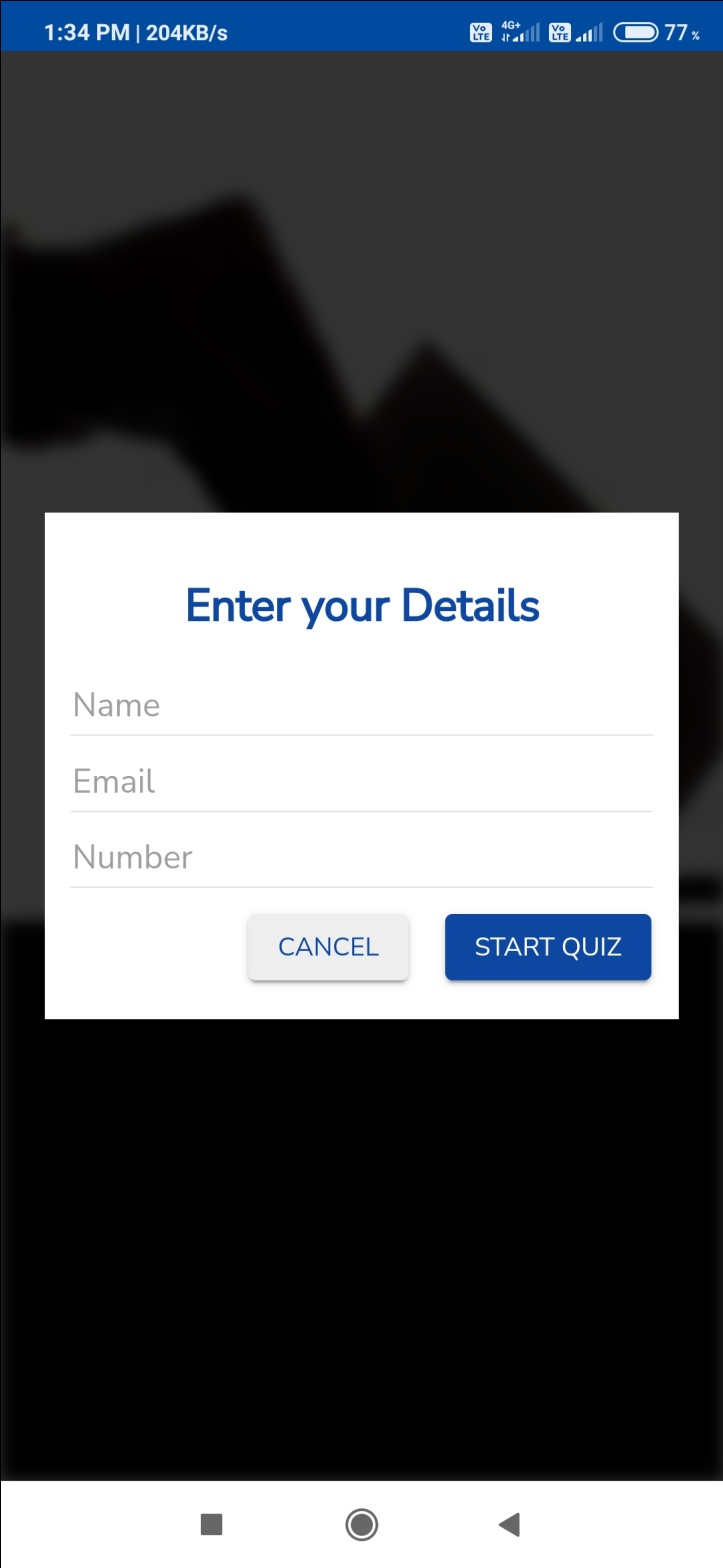 1:34 PM | 204KB/s Vo LTE 4G+ Vo LTE 77 %
Enter your Details
Name
Email
Number
CANCEL START QUIZ